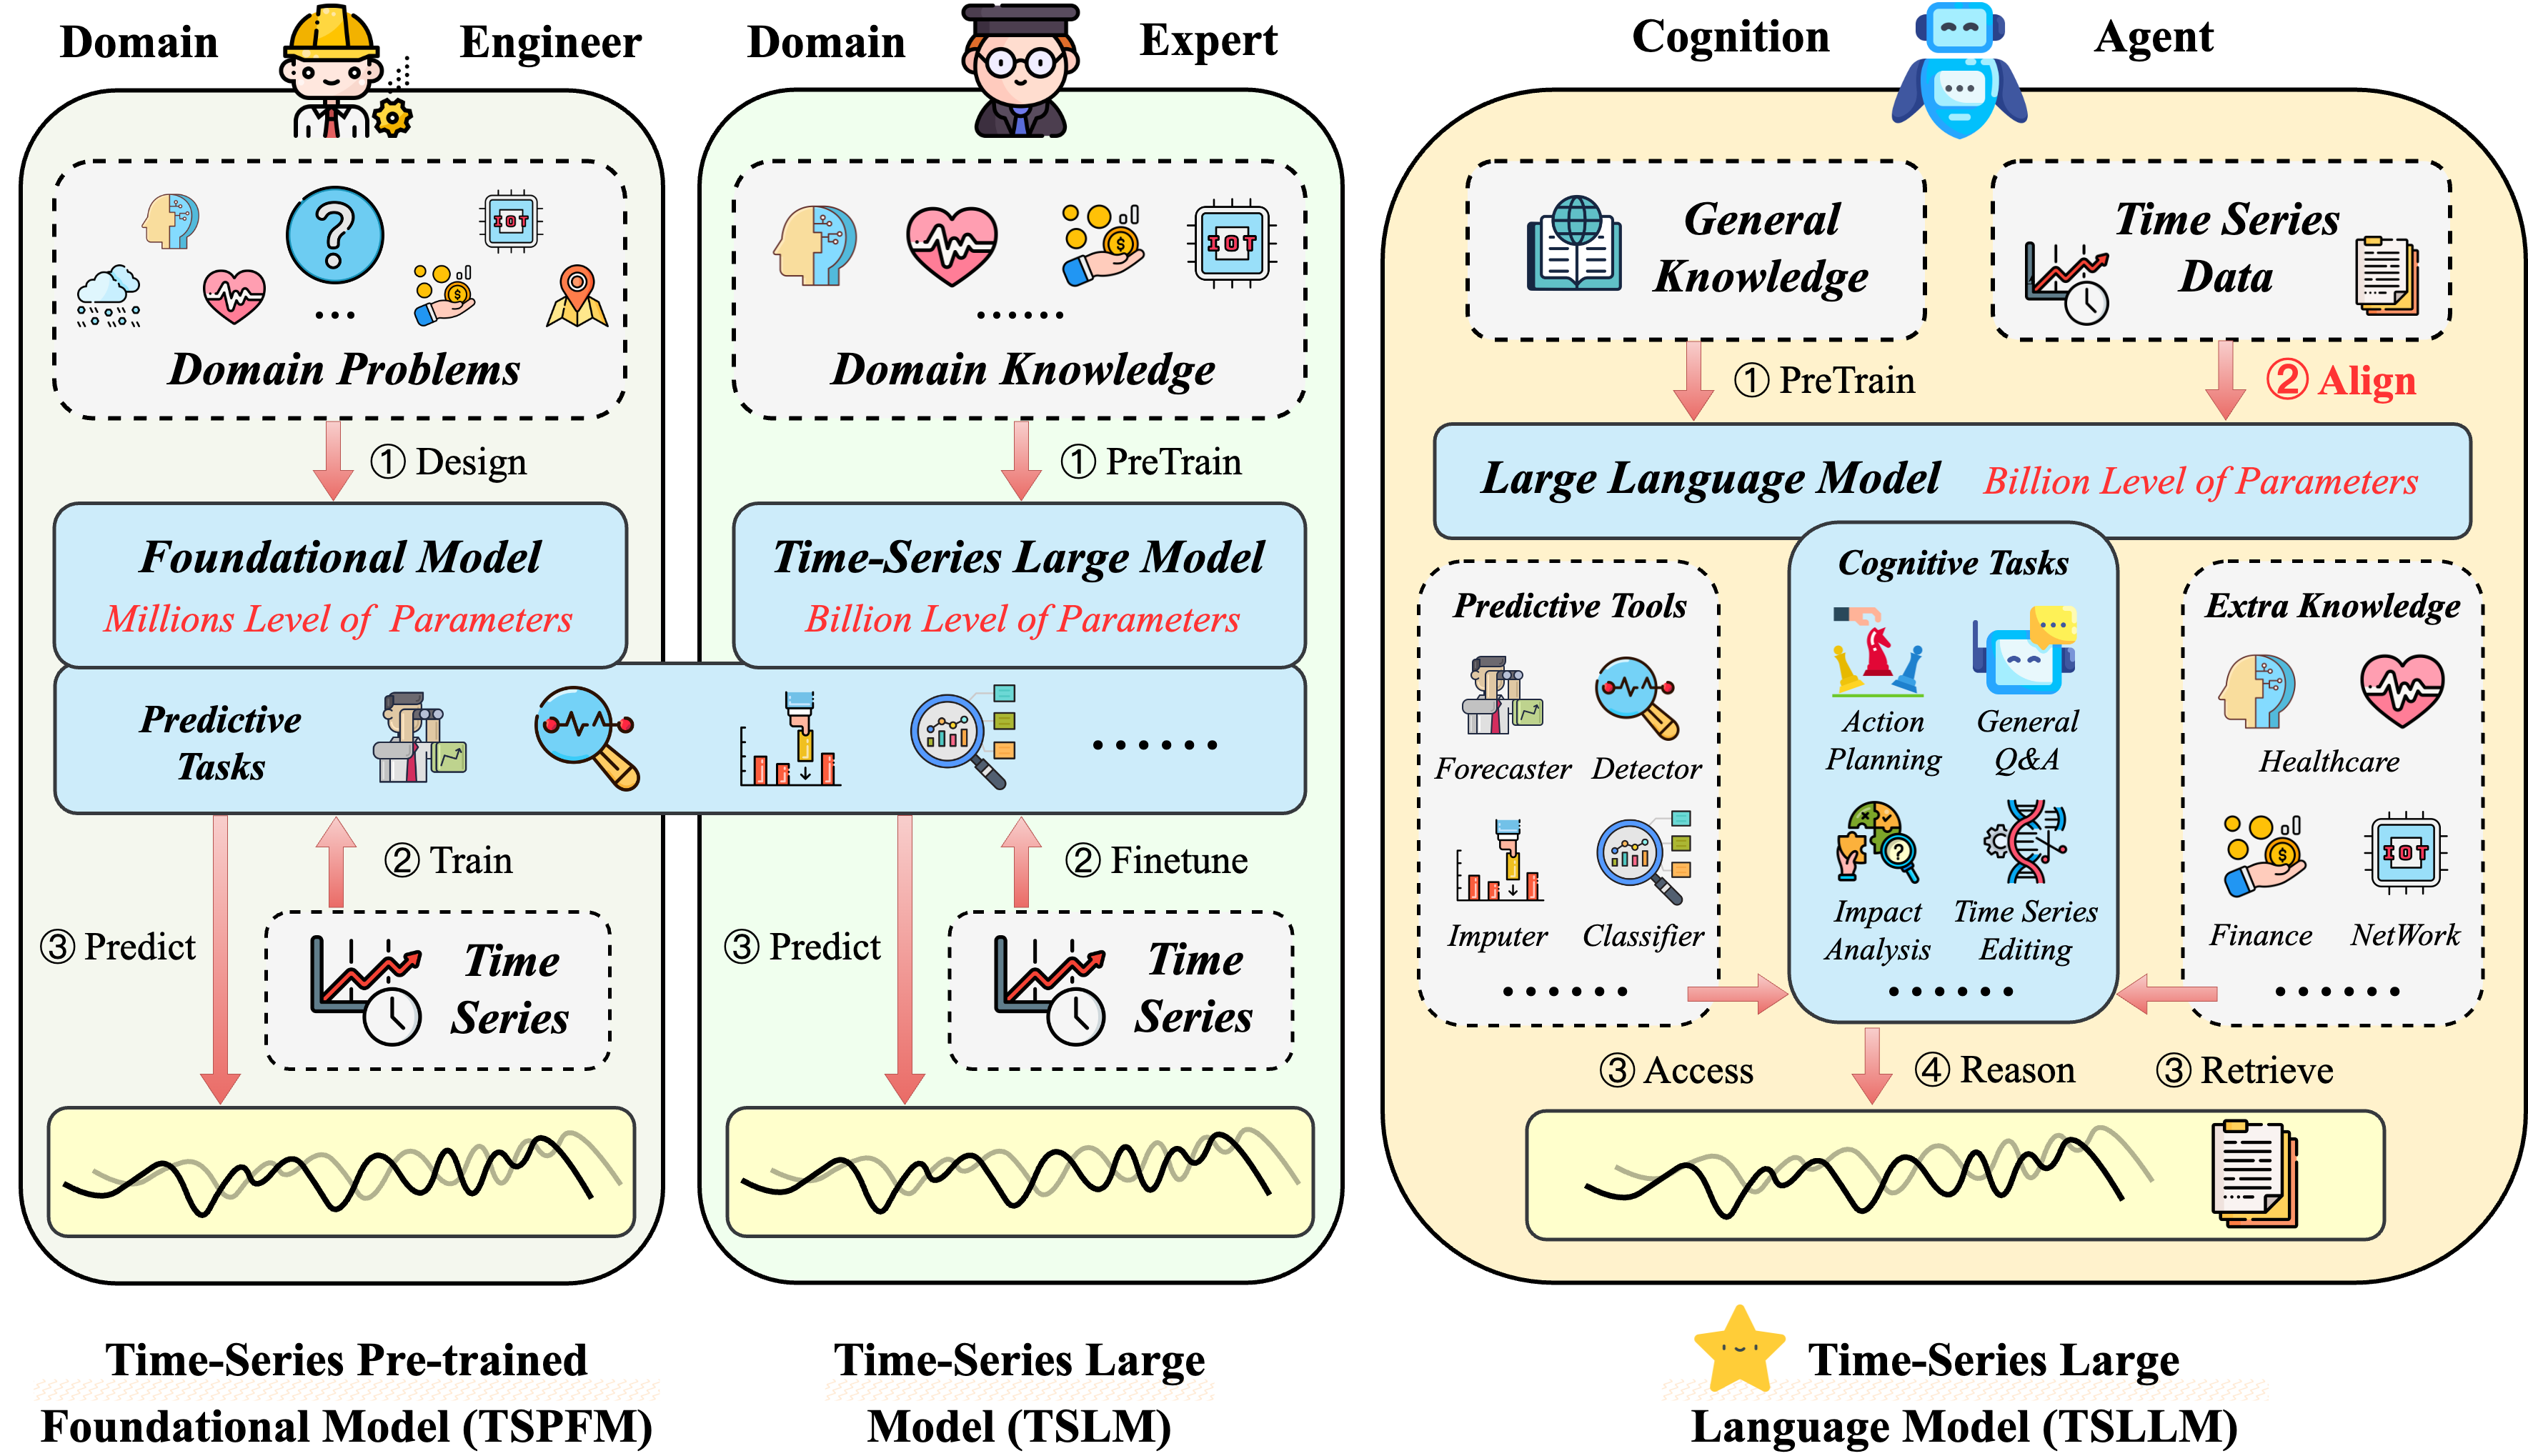 Domain Engineer
IOT
...
Domain Problems
① Design
Foundational Model
Millions Level of Parameters
Predictive
Tasks
② Train
③ Predict
Time
Series
Time-Series Pre-trained
Foundational Model (TSPFM)
Domain Expert
IOT
......
Domain Knowledge
① PreTrain
Time-Series Large Model
Billion Level of Parameters
......
② Finetune
③ Predict
Time
Series
Time-Series Large
Model (TSLM)
Cognition Agent
General
Knowledge
Time Series
Data
① PreTrain
② Align
Large Language Model Billion Level of Parameters
Predictive Tools
Forecaster Detector
Imputer Classifier
......
Cognitive Tasks
Action
Planning
General
Q&A
Impact
Analysis
Time Series
Editing
......
Extra Knowledge
Healthcare
IOT
Finance NetWork
......
③ Access
④ Reason
③ Retrieve
Time-Series Large
Language Model (TSLLM)